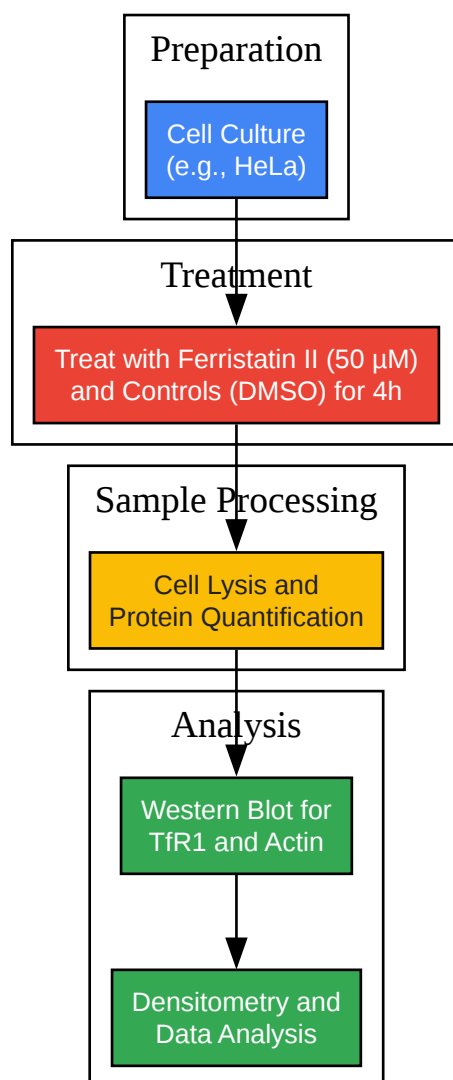 Preparation
Cell Culture
(e.g., HeLa)
Treatment
Treat with Ferristatin II (50 µM)
and Controls (DMSO) for 4h
Sample Processing
Cell Lysis and
Protein Quantification
Analysis
Western Blot for
TfR1 and Actin
Densitometry and
Data Analysis